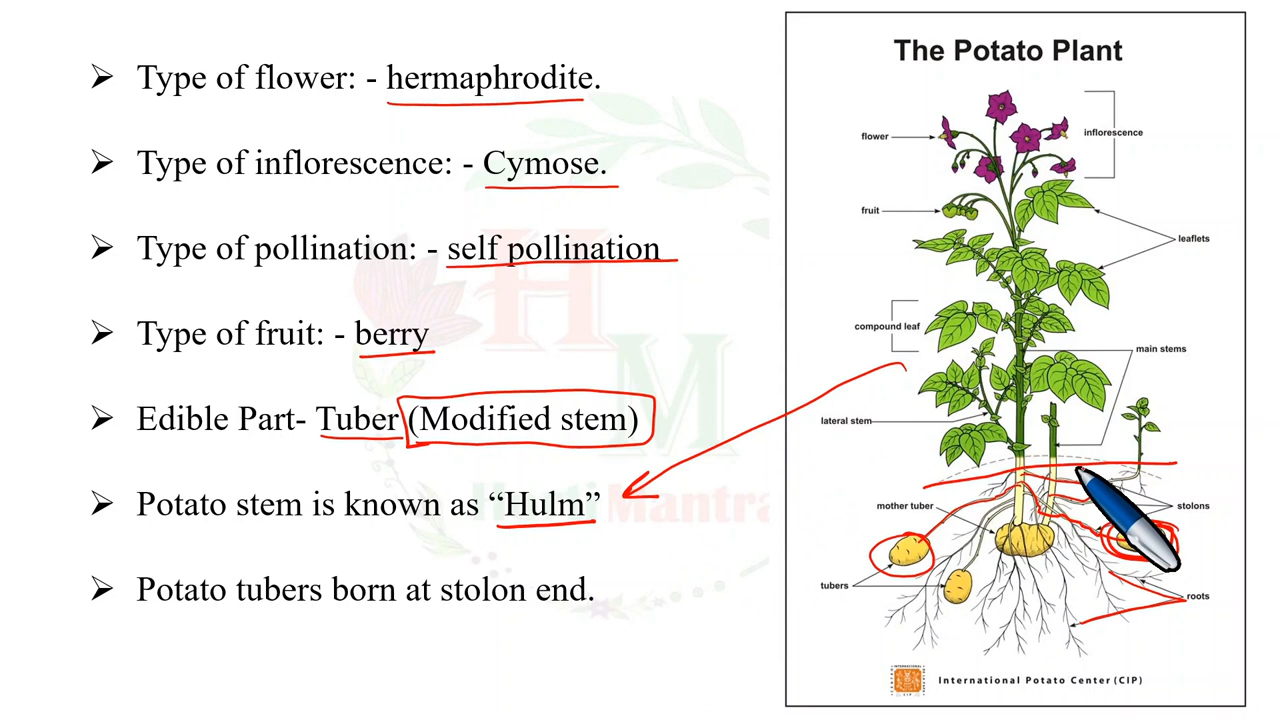 ➢ Type of flower: - hermaphrodite.
➢ Type of inflorescence: - Cymose.
➢ Type of pollination: - self pollination
➢ Type of fruit: - berry
➢ Edible Part- Tuber (Modified stem)
➢ Potato stem is known as “Hulm”
➢ Potato tubers born at stolon end.
The Potato Plant
flower
inflorescence
fruit
leaflets
compound leaf
main stems
lateral stem
mother tuber
stolons
tubers
roots
International Potato Center (CIP)
H
M
Mantra